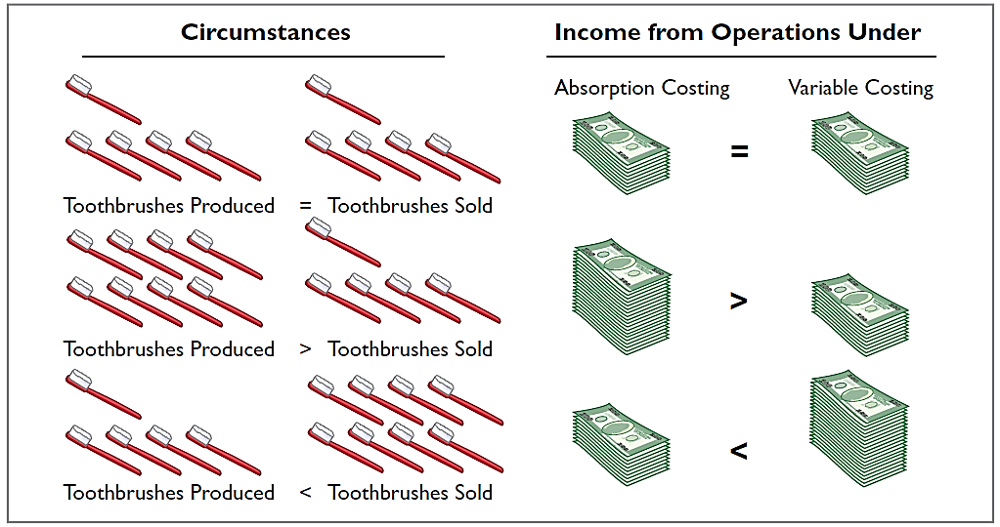 Circumstances
Income from Operations Under
Absorption Costing
Variable Costing
=
Toothbrushes Produced = Toothbrushes Sold
>
Toothbrushes Produced > Toothbrushes Sold
<
Toothbrushes Produced < Toothbrushes Sold